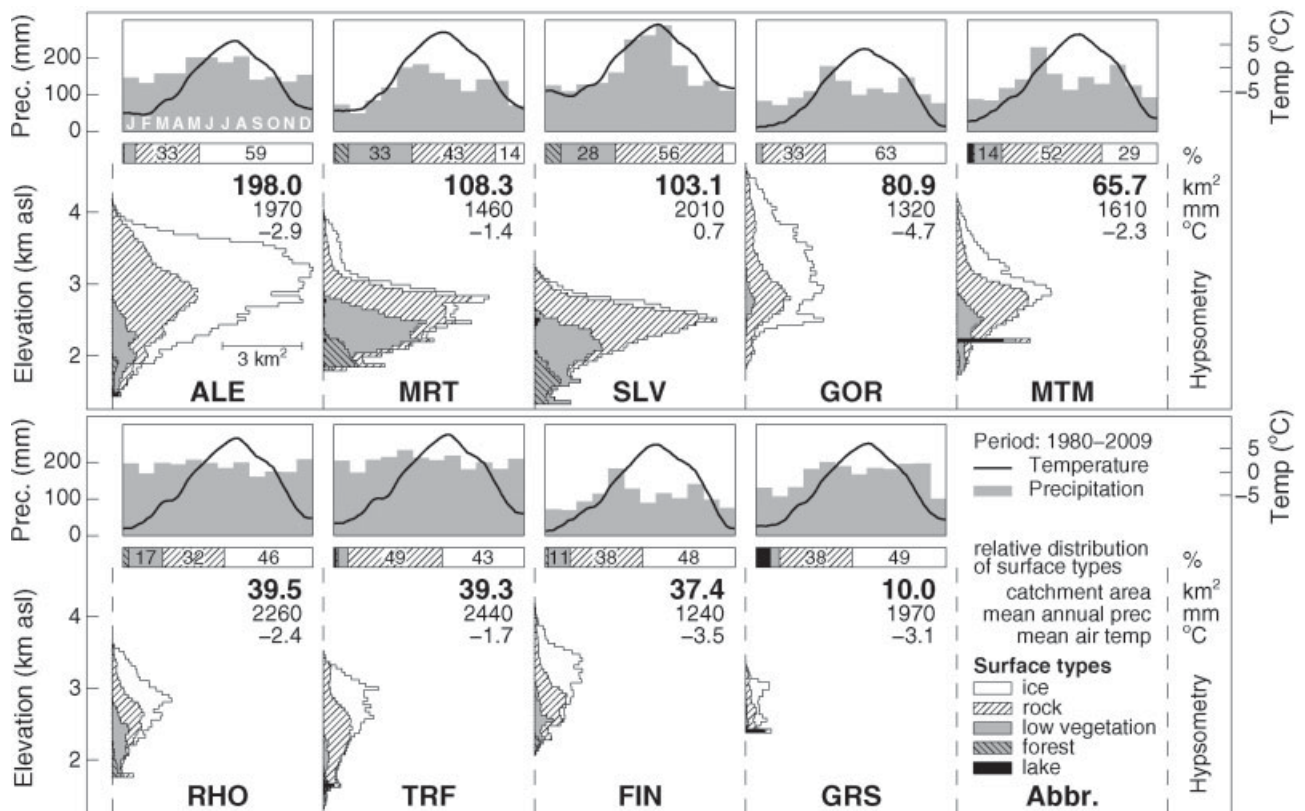 Prec. (mm)
200
100
0
J F M A M J J A S O N D
5
0
−5
Temp (°C)
33 59
33 43 14
28 56
33 63
14 52 29
%
198.0
1970
−2.9
108.3
1460
−1.4
103.1
2010
0.7
80.9
1320
−4.7
65.7
1610
−2.3
km²
mm
°C
Elevation (km asl)
4
3
2
3 km²
Hypsometry
ALE
MRT
SLV
GOR
MTM
Prec. (mm)
200
100
0
5
0
−5
Temp (°C)
Period: 1980–2009
Temperature
Precipitation
17 32 46
49 43
11 38 48
38 49
relative distribution
of surface types
%
39.5
2260
−2.4
39.3
2440
−1.7
37.4
1240
−3.5
10.0
1970
−3.1
catchment area km²
mean annual prec mm
mean air temp °C
Elevation (km asl)
4
3
2
Surface types
ice
rock
low vegetation
forest
lake
Hypsometry
RHO
TRF
FIN
GRS
Abbr.